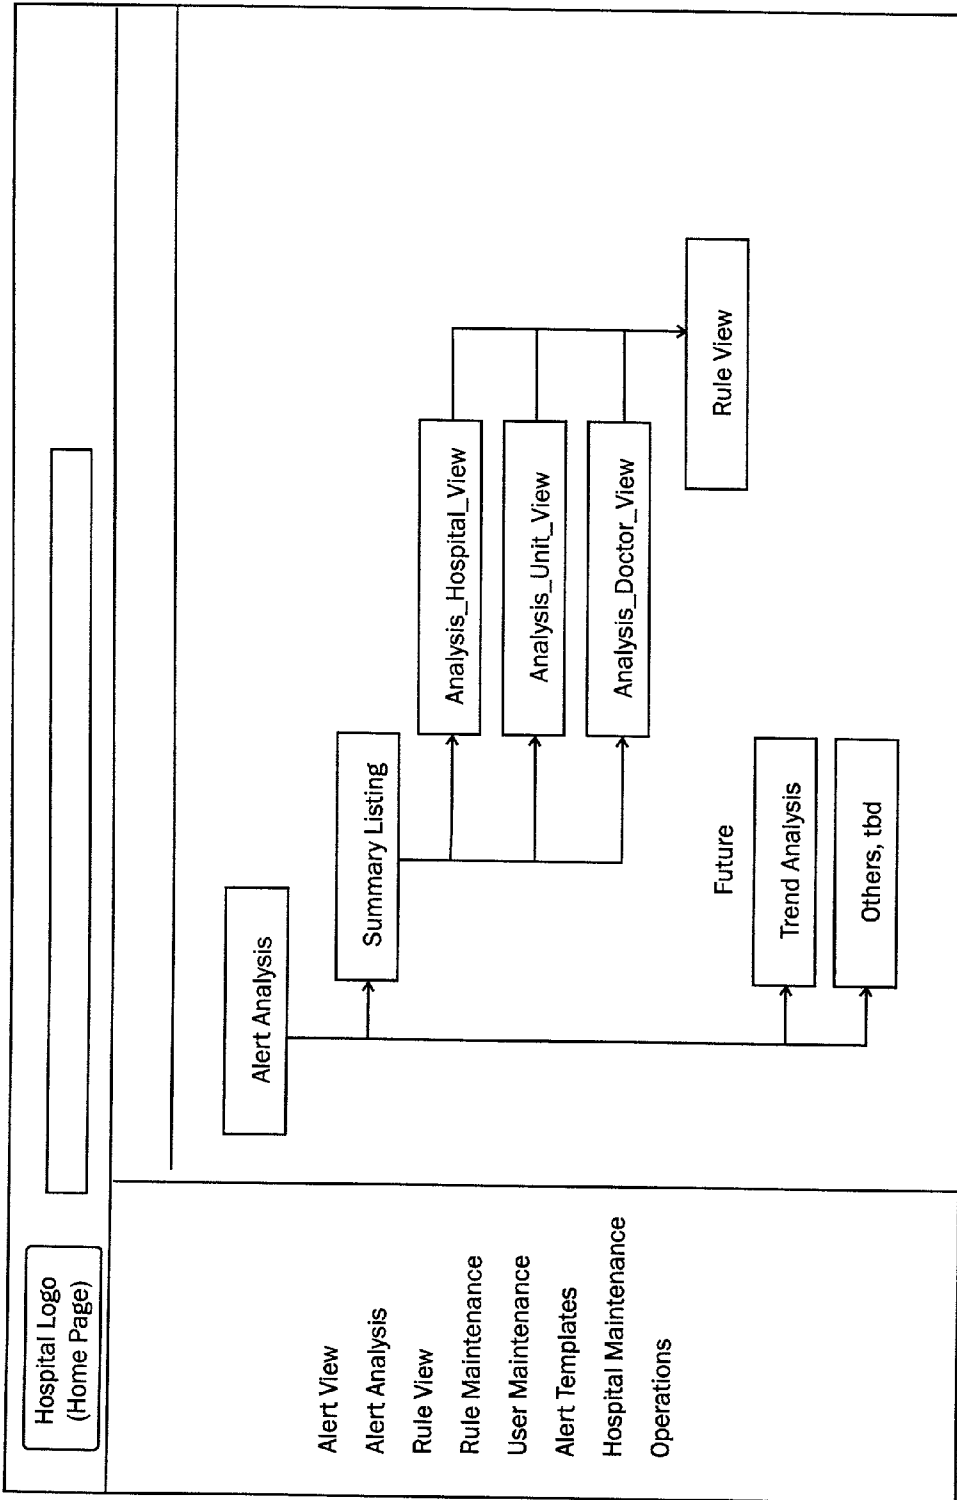 Hospital Logo
(Home Page)
Alert View
Alert Analysis
Rule View
Rule Maintenance
User Maintenance
Alert Templates
Hospital Maintenance
Operations
Alert Analysis
Summary Listing
Analysis_Hospital_View
Analysis_Unit_View
Analysis_Doctor_View
Rule View
Future
Trend Analysis
Others, tbd